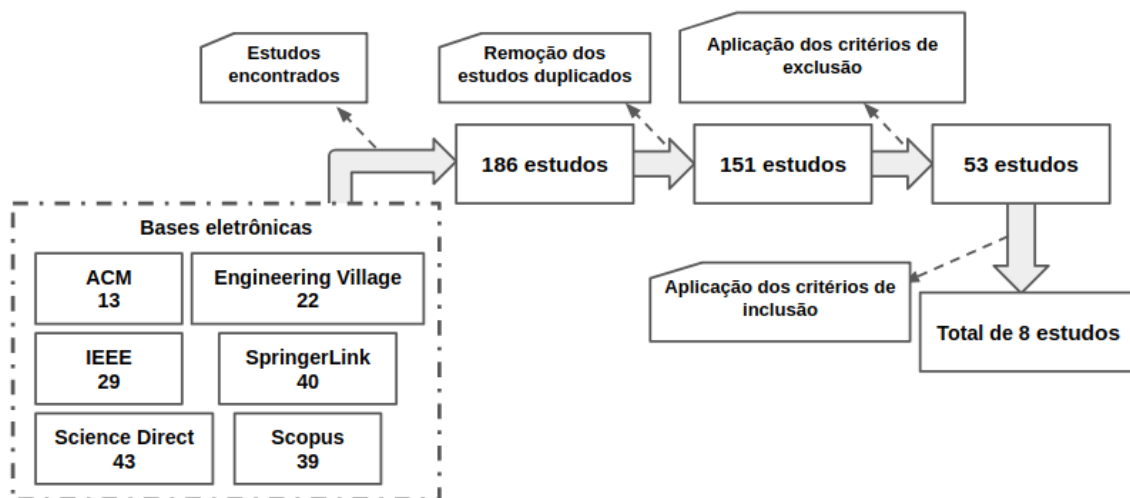 Estudos
encontrados
Remoção dos
estudos duplicados
Aplicação dos critérios de
exclusão
186 estudos
151 estudos
53 estudos
Bases eletrônicas
ACM
13
Engineering Village
22
IEEE
29
SpringerLink
40
Science Direct
43
Scopus
39
Aplicação dos critérios de
inclusão
Total de 8 estudos